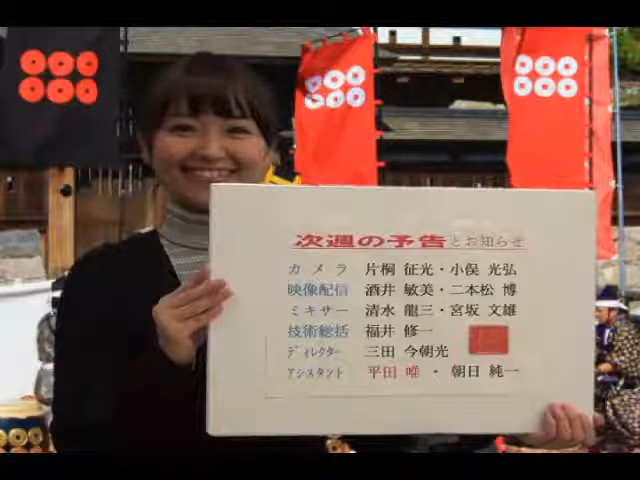 次週の予告とお知らせ
カメラ 片桐 征光・小俣 光弘
映像配信 酒井 敏美・二本松 博
ミキサー 清水 龍三・宮坂 文雄
技術総括 福井 修一
ディレクター 三田 今朝光
アシスタント 平田 唯 ・ 朝日 純一